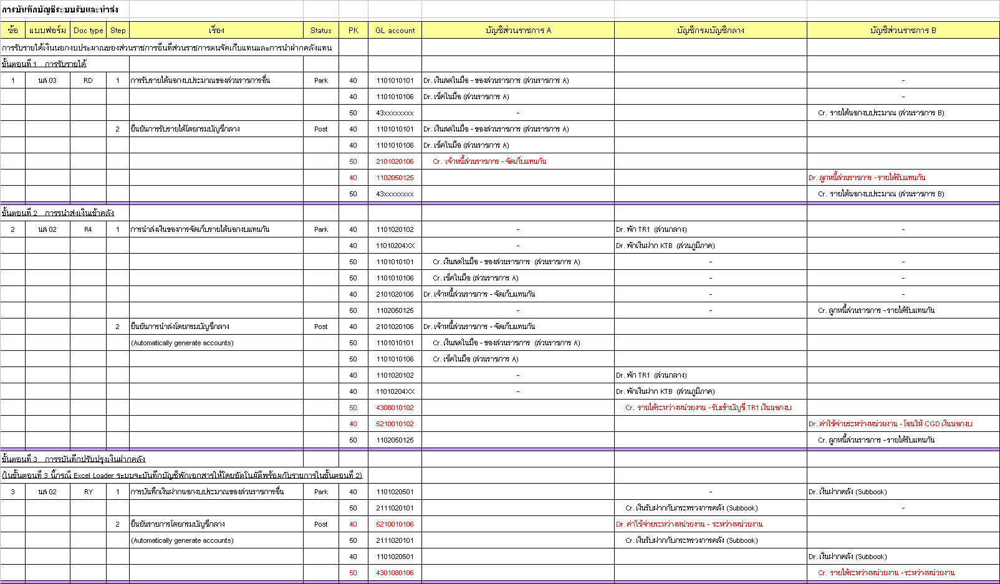 การบันทึกบัญชีระบบรับและนำส่ง
ข้อ แบบฟอร์ม Doc type Step เรื่อง Status PK GL account บัญชีส่วนราชการ A บัญชีกรมบัญชีกลาง บัญชีส่วนราชการ B
การรับรายได้เงินนอกงบประมาณของส่วนราชการอื่นที่ส่วนราชการตนจัดเก็บแทนและการนำฝากคลังแทน
ขั้นตอนที่ 1 การรับรายได้
1 นส 03 RD 1 การรับรายได้นอกงบประมาณของส่วนราชการอื่น Park 40 1101010101 Dr. เงินสดในมือ - ของส่วนราชการ (ส่วนราชการ A) -
40 1101010106 Dr. เช็คในมือ (ส่วนราชการ A) -
50 43xxxxxxxx - Cr. รายได้นอกงบประมาณ (ส่วนราชการ B)
2 ยืนยันการรับรายได้โดยกรมบัญชีกลาง Post 40 1101010101 Dr. เงินสดในมือ - ของส่วนราชการ (ส่วนราชการ A)
40 1101010106 Dr. เช็คในมือ (ส่วนราชการ A)
50 2101020106 Cr. เจ้าหนี้ส่วนราชการ - จัดเก็บแทนกัน
40 1102050125 Dr. ลูกหนี้ส่วนราชการ -รายได้รับแทนกัน
50 43xxxxxxxx Cr. รายได้นอกงบประมาณ (ส่วนราชการ B)
ขั้นตอนที่ 2 การรนำส่งเงินเข้าคลัง
2 นส 02 R4 1 การนำส่งเงินของการจัดเก็บรายได้นอกงบแทนกัน Park 40 1101020102 - Dr. พัก TR1 (ส่วนกลาง) -
40 11010204XX - Dr. พักเงินฝาก KTB (ส่วนภูมิภาค)
50 1101010101 Cr. เงินสดในมือ - ของส่วนราชการ (ส่วนราชการ A) - -
50 1101010106 Cr. เช็คในมือ (ส่วนราชการ A) - -
40 2101020106 Dr. เจ้าหนี้ส่วนราชการ - จัดเก็บแทนกัน - -
50 1102050125 - - Cr. ลูกหนี้ส่วนราชการ -รายได้รับแทนกัน
2 ยืนยันการนำส่งโดยกรมบัญชีกลาง Post 40 2101020106 Dr. เจ้าหนี้ส่วนราชการ - จัดเก็บแทนกัน
(Automatically generate accounts) 50 1101010101 Cr. เงินสดในมือ - ของส่วนราชการ (ส่วนราชการ A)
50 1101010106 Cr. เช็คในมือ (ส่วนราชการ A)
40 1101020102 - Dr. พัก TR1 (ส่วนกลาง)
40 11010204XX - Dr. พักเงินฝาก KTB (ส่วนภูมิภาค)
50 4308010102 Cr. รายได้ระหว่างหน่วยงาน -รับเข้าบัญชี TR1 เงินนอกงบ
40 5210010102 Dr. ค่าใช้จ่ายระหว่างหน่วยงาน - โอนให้ CGD เงินนอกงบ
50 1102050125 Cr. ลูกหนี้ส่วนราชการ -รายได้รับแทนกัน
ขั้นตอนที่ 3 การรบันทึกปรับปรุงเงินฝากคลัง
(ในขั้นตอนที่ 3 นี้กรณี Excel Loader ระบบจะบันทึกบัญชีพักเอกสารให้โดยอัตโนมัติพร้อมกับรายการในขั้นตอนที่ 2)
3 นส 02 RY 1 การบันทึกเงินฝากนอกงบประมาณของส่วนราชการอื่น Park 40 1101020501 - Dr. เงินฝากคลัง (Subbook)
50 2111020101 Cr. เงินรับฝากกับกระทรวงการคลัง (Subbook) -
2 ยืนยันรายการโดยกรมบัญชีกลาง Post 40 5210010106 Dr. ค่าใช้จ่ายระหว่างหน่วยงาน - ระหว่างหน่วยงาน
(Automatically generate accounts) 50 2111020101 Cr. เงินรับฝากกับกระทรวงการคลัง (Subbook)
40 1101020501 Dr. เงินฝากคลัง (Subbook)
50 4301080106 Cr. รายได้ระหว่างหน่วยงาน -ระหว่างหน่วยงาน